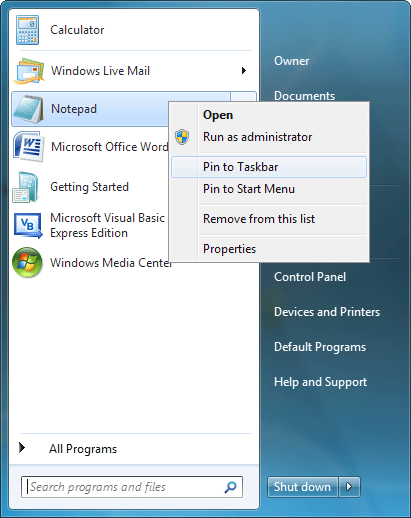 Calculator
Windows Live Mail
Notepad
Microsoft Office Word
Getting Started
Microsoft Visual Basic
Express Edition
Windows Media Center
All Programs
Search programs and files
Owner
Documents
Open
Run as administrator
Pin to Taskbar
Pin to Start Menu
Remove from this list
Properties
Control Panel
Devices and Printers
Default Programs
Help and Support
Shut down